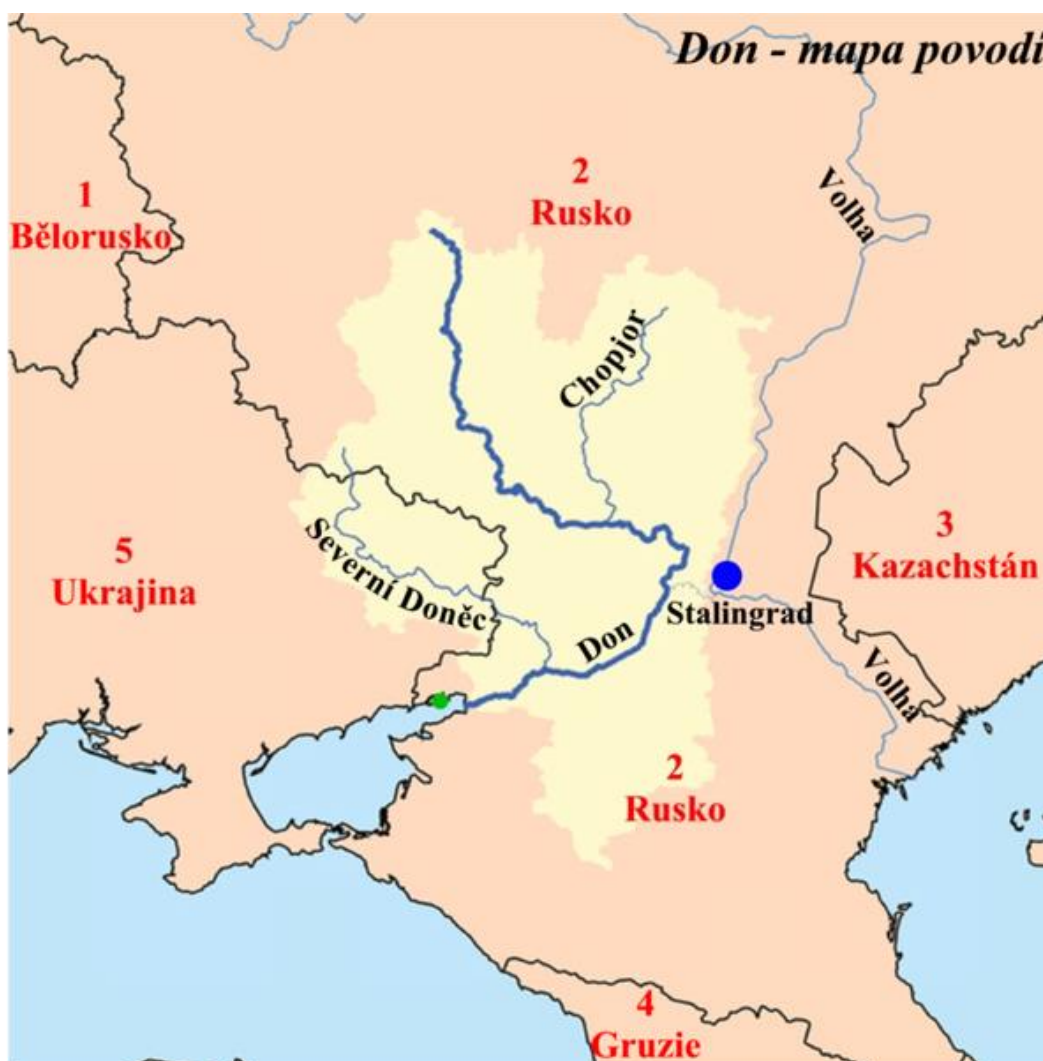 Don - mapa povodí
1
Bělorusko
2
Rusko
Volha
Chopjor
3
Kazachstán
5
Ukrajina
Severní Doněc
Stalingrad
Don
Volha
2
Rusko
4
Gruzie